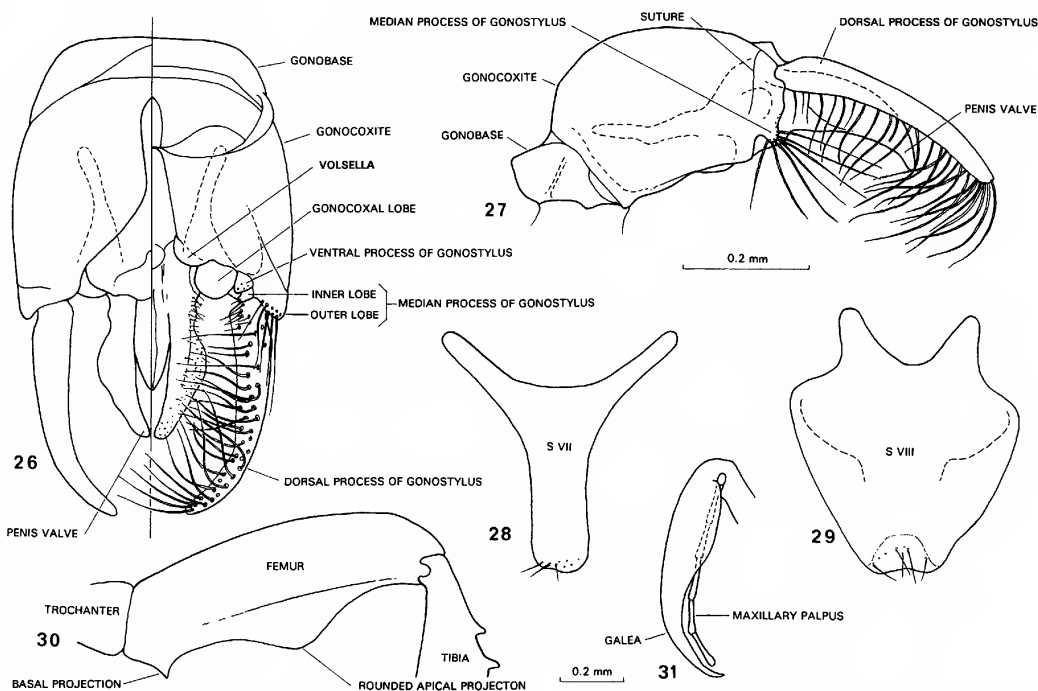 MEDIAN PROCESS OF GONOSTYLUS
SUTURE
DORSAL PROCESS OF GONOSTYLUS
GONOBASE
GONOCOXITE
PENIS VALVE
GONOCOXITE
GONOBASE
VOLSELLA
GONOCOXAL LOBE
27
VENTRAL PROCESS OF GONOSTYLUS
0.2 mm
INNER LOBE
MEDIAN PROCESS OF GONOSTYLUS
OUTER LOBE
26
S VII
S VIII
DORSAL PROCESS OF GONOSTYLUS
PENIS VALVE
28
29
FEMUR
TROCHANTER
30
MAXILLARY PALPUS
GALEA
31
TIBIA
0.2 mm
BASAL PROJECTION
ROUNDED APICAL PROJECTON